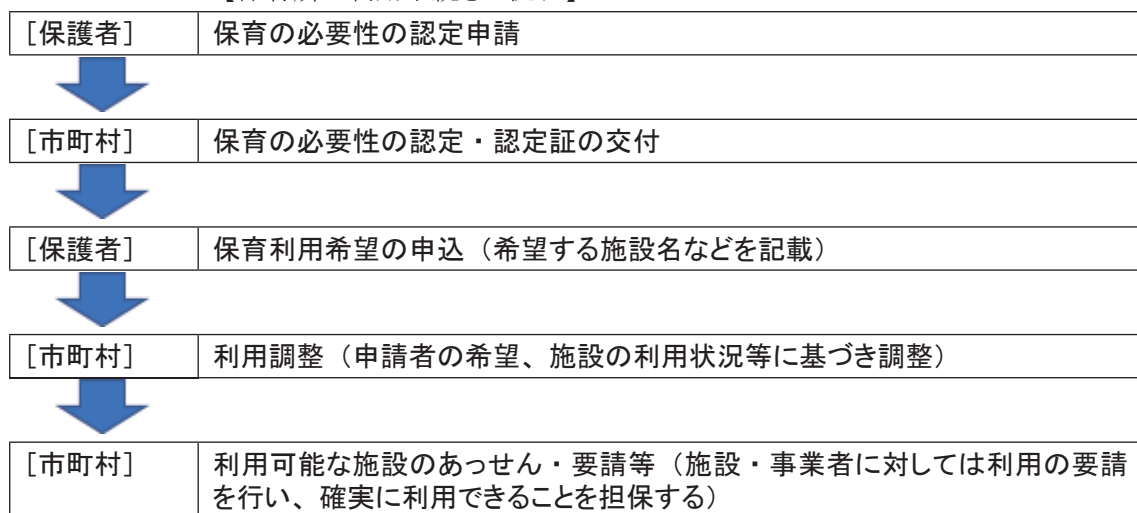 [保護者] 保育の必要性の認定申請
[市町村] 保育の必要性の認定・認定証の交付
[保護者] 保育利用希望の申込(希望する施設名などを記載)
[市町村] 利用調整(申請者の希望、施設の利用状況等に基づき調整)
[市町村] 利用可能な施設のあっせん・要請等(施設・事業者に対しては利用の要請
を行い、確実に利用できることを担保する)